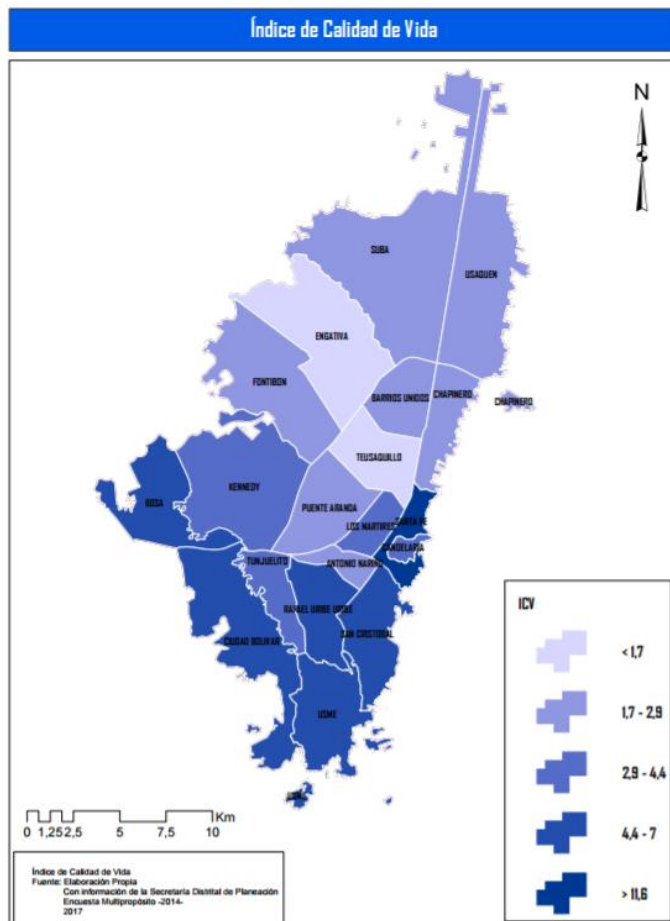 Índice de Calidad de Vida
N
SUBA
USAQUEN
ENGATIVA
FONTIBON
BARRIOS UNIDOS
CHAPINERO
CHAPINERO
TEUSAQUILLO
KENNEDY
BOSA
PUENTE ARANDA
LOS MARTIRES
SANTA FE
CANDELARIA
TUNJUELITO
ANTONIO NARIÑO
RAFAEL URIBE URIBE
SAN CRISTOBAL
CIUDAD BOLIVAR
USME
ICV
< 1,7
1,7 - 2,9
2,9 - 4,4
4,4 - 7
> 11,6
Km
0 1,25 2,5 5 7,5 10
Índice de Calidad de Vida
Fuente: Elaboración Propia
Con información de la Secretaría Distrital de Planeación
Encuesta Multipropósito -2014-
2017